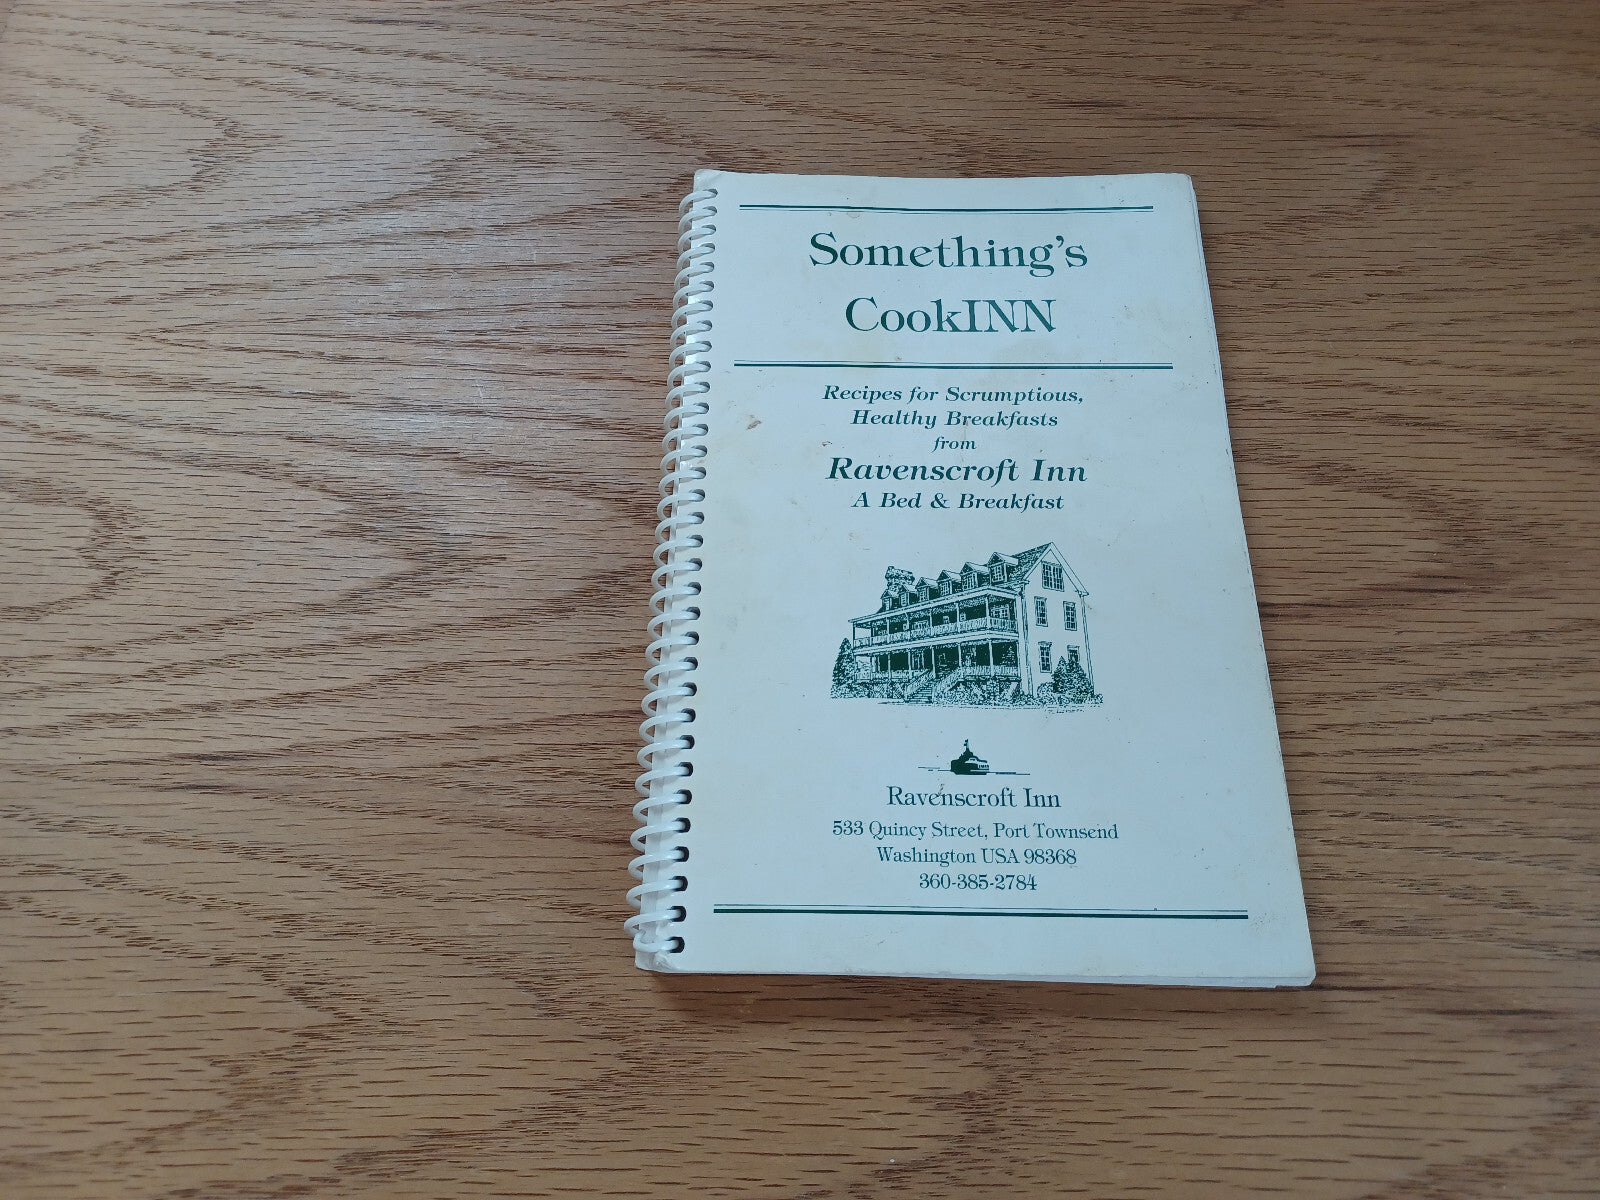 Something's
CookINN
Recipes for Scrumptious,
Healthy Breakfasts
from
Ravenscroft Inn
A Bed & Breakfast
Ravenscroft Inn
533 Quincy Street, Port Townsend
Washington USA 98368
360-385-2784